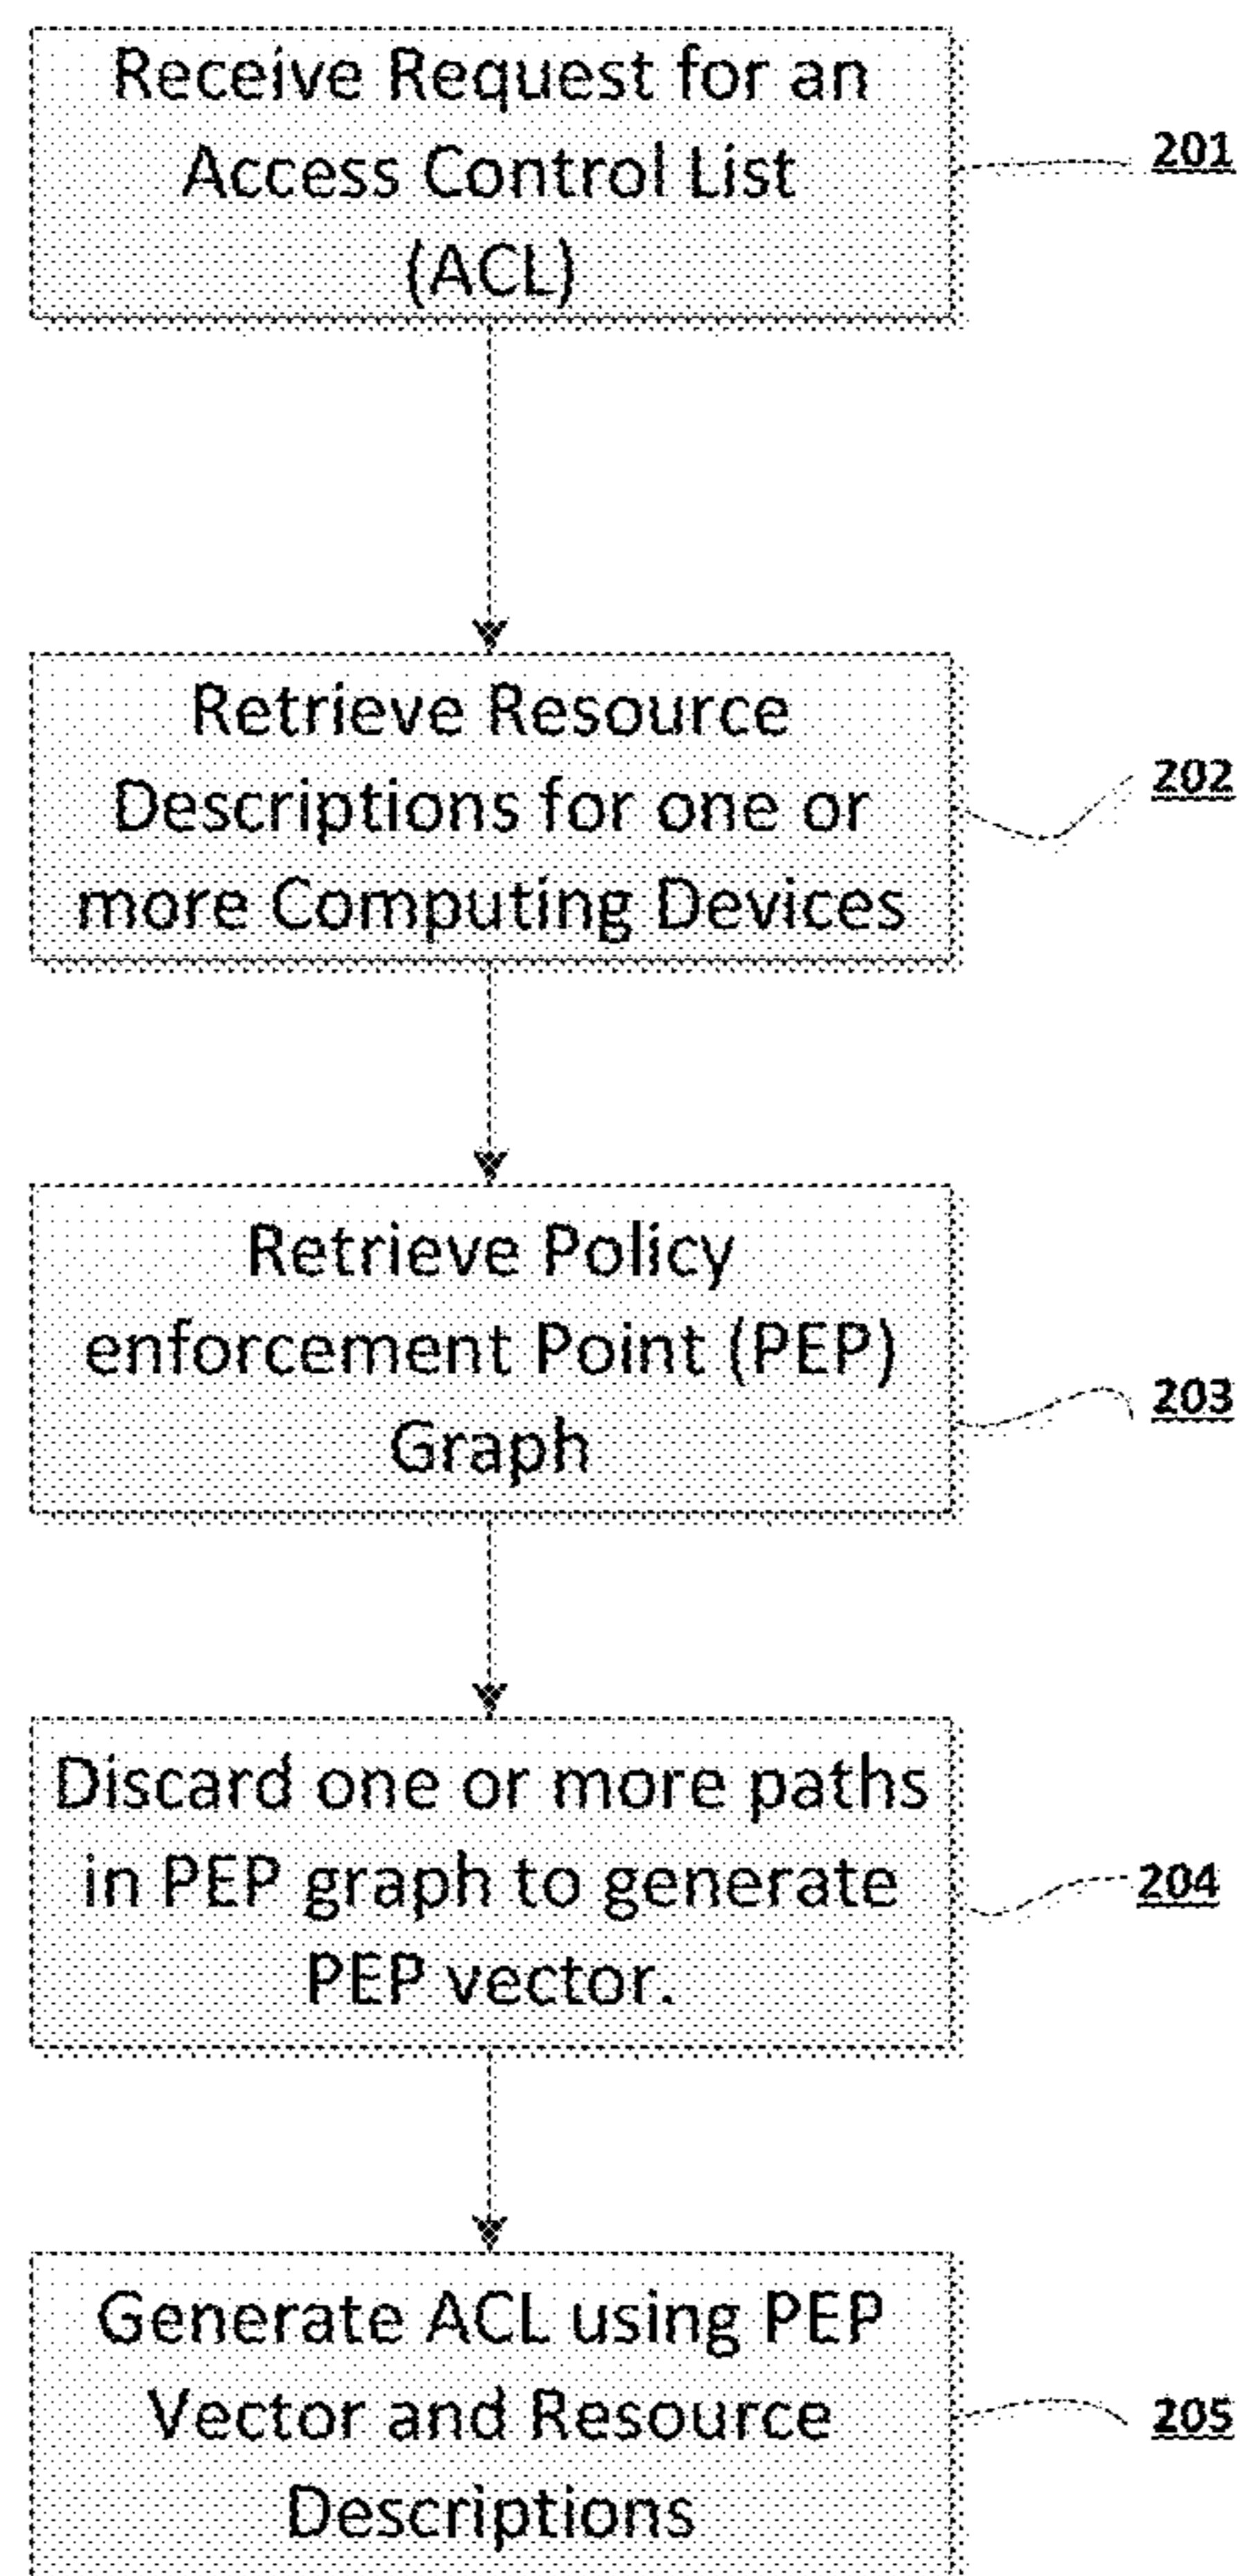 Receive Request for an
Access Control List
(ACL)
201
Retrieve Resource
Descriptions for one or
more Computing Devices
202
Retrieve Policy
enforcement Point (PEP)
Graph
203
Discard one or more paths
in PEP graph to generate
PEP vector.
204
Generate ACL using PEP
Vector and Resource
Descriptions
205